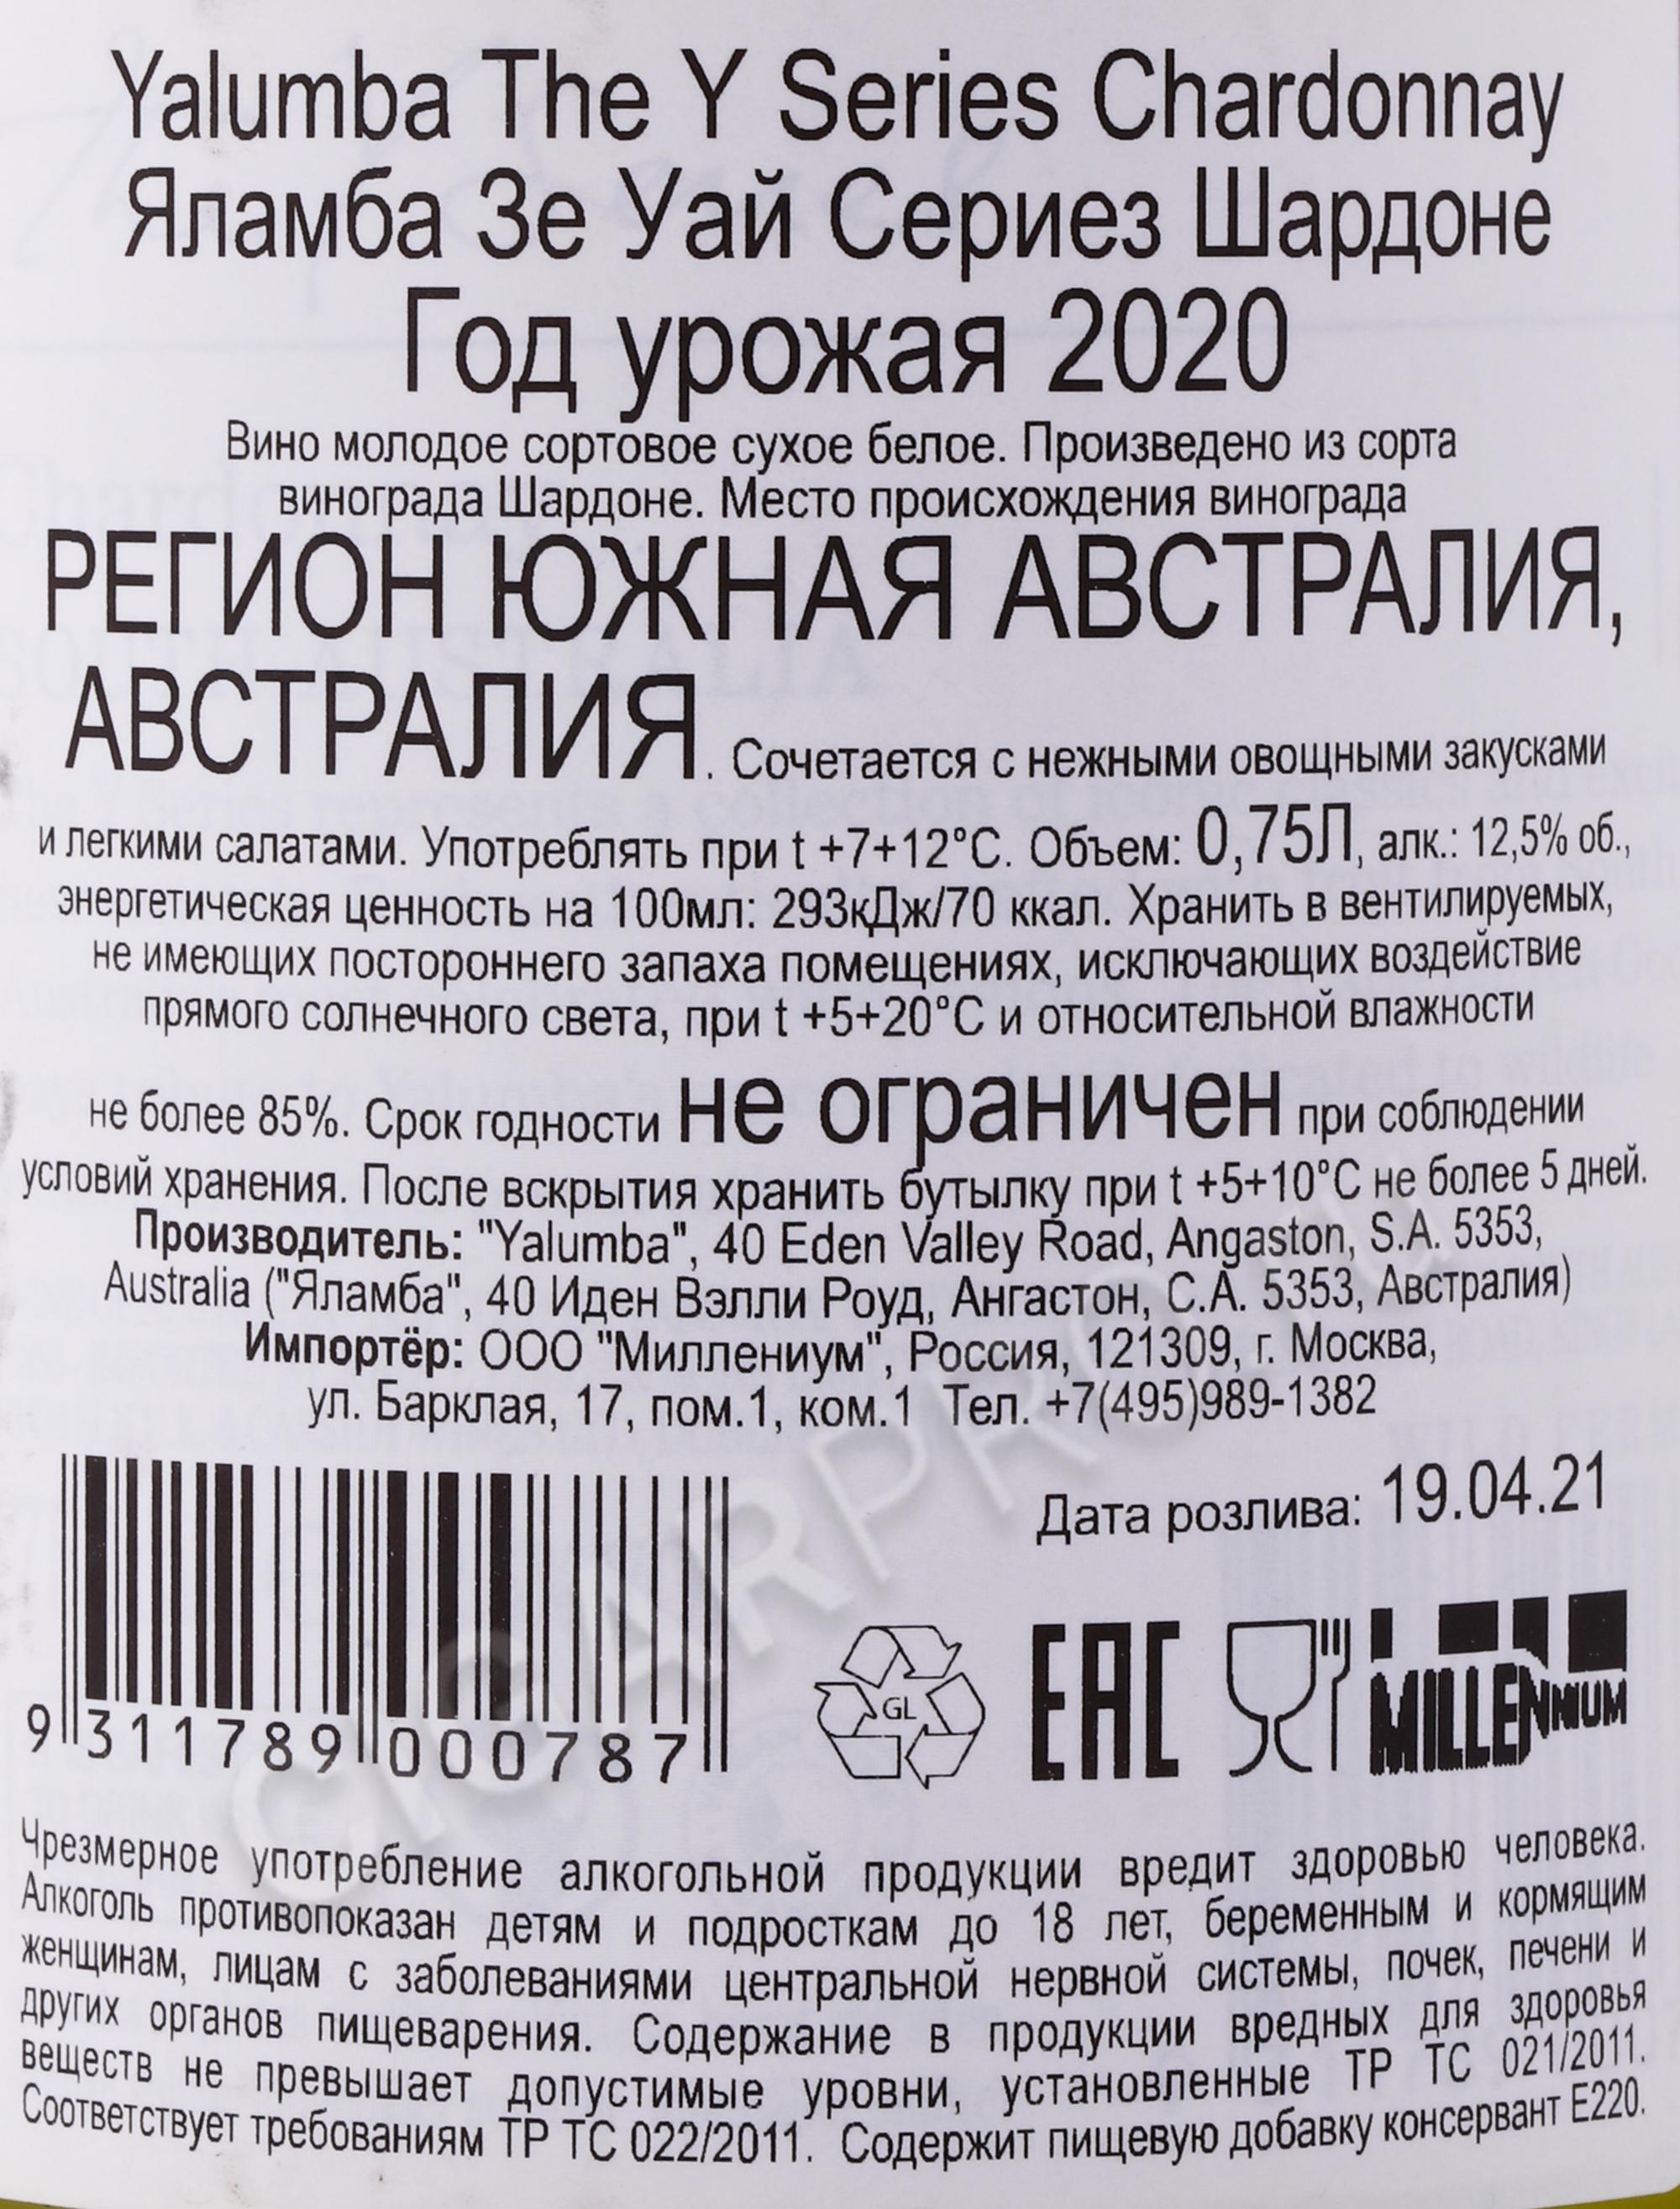 Yalumba The Y Series Chardonnay
Яламба Зе Уай Сериез Шардоне
Год урожая 2020
Вино молодое сортовое сухое белое. Произведено из сорта
винограда Шардоне. Место происхождения винограда
РЕГИОН ЮЖНАЯ АВСТРАЛИЯ,
АВСТРАЛИЯ. Сочетается с нежными овощными закусками
и легкими салатами. Употреблять при t +7+12°С. Объем: 0,75Л, алк.: 12,5% об.,
энергетическая ценность на 100мл: 293кДж/70 ккал. Хранить в вентилируемых,
не имеющих постороннего запаха помещениях, исключающих воздействие
прямого солнечного света, при t +5+20°С и относительной влажности
не более 85%. Срок годности не ограничен при соблюдении
условий хранения. После вскрытия хранить бутылку при t +5+10°С не более 5 дней.
Производитель: "Yalumba", 40 Eden Valley Road, Angaston, S.A. 5353,
Australia ("Яламба", 40 Иден Вэлли Роуд, Ангастон, С.А. 5353, Австралия)
Импортёр: ООО "Миллениум", Россия, 121309, г. Москва,
ул. Барклая, 17, пом.1, ком.1 Тел. +7(495)989-1382
Дата розлива: 19.04.21
9 311789 000787
GL
EAC
MILLENNIUM
CIGARPRO.ru
Чрезмерное употребление алкогольной продукции вредит здоровью человека.
Алкоголь противопоказан детям и подросткам до 18 лет, беременным и кормящим
женщинам, лицам с заболеваниями центральной нервной системы, почек, печени и
других органов пищеварения. Содержание в продукции вредных для здоровья
веществ не превышает допустимые уровни, установленные ТР ТС 021/2011.
Соответствует требованиям ТР ТС 022/2011. Содержит пищевую добавку консервант Е220.